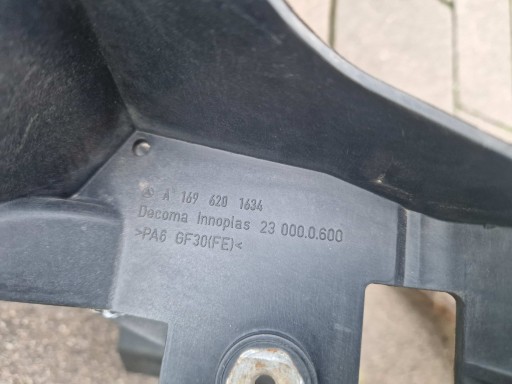 A 169 620 1634
Decoma Innoplas 23 000.0.600
>PA6 GF30(FE)<